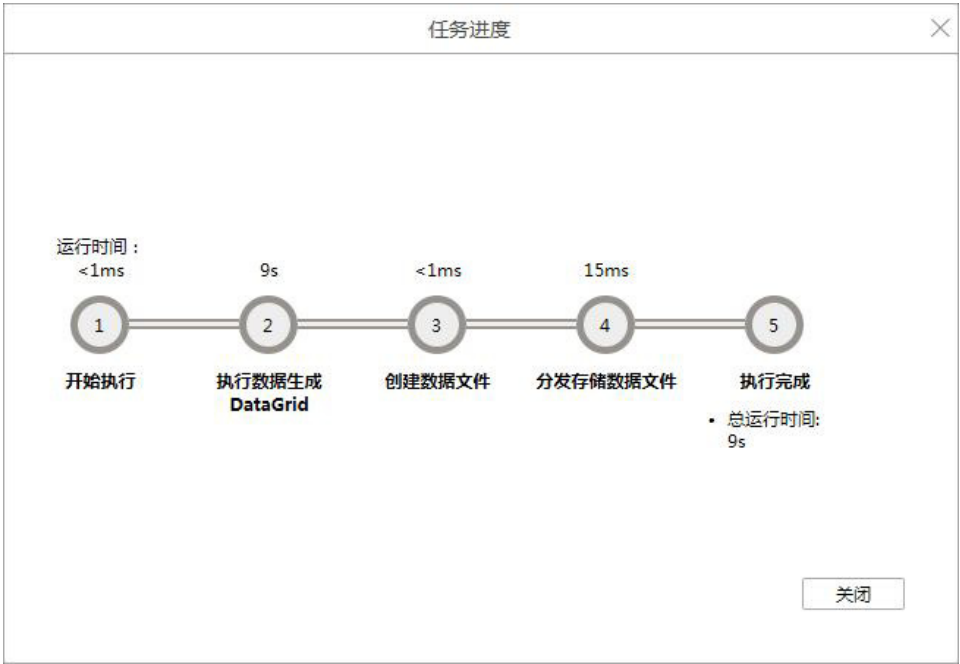 任务进度
运行时间：
<1ms
9s
<1ms
15ms
1
2
3
4
5
开始执行
执行数据生成
DataGrid
创建数据文件
分发存储数据文件
执行完成
• 总运行时间:
9s
关闭